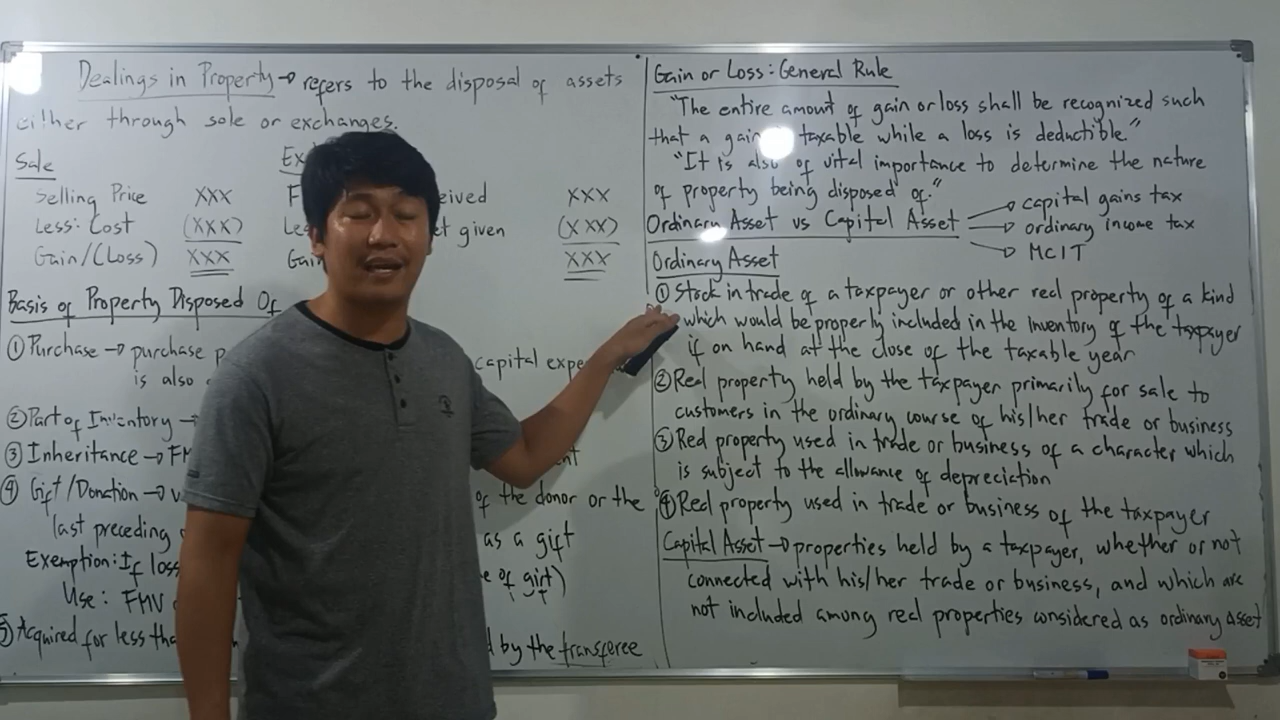 Dealings in Property → refers to the disposal of assets
either through sale or exchanges.
Sale
Selling Price XXX
Less: Cost (XXX)
Gain/(Loss) XXX
eived XXX
given (XXX)
XXX
Basis of Property Disposed Of
① Purchase → purchase
capital expe
is also
② Part of Inventory →
③ Inheritance → FM
④ Gift/Donation →
of the donor or the
last preceding
as a gift
Exemption: If loss
e of girt)
Use: FMV
⑤ Acquired for less tha
d by the transferee
Gain or Loss: General Rule
"The entire amount of gain or loss shall be recognized such
that a gain taxable while a loss is deductible"
"It is also of vital importance to determine the nature
of property being disposed of."
Ordinary Asset vs Capital Asset
→ capital gains tax
→ ordinary income tax
→ MCIT
Ordinary Asset
① Stock in trade of a taxpayer or other real property of a kind
which would be properly included in the inventory of the taxpayer
if on hand at the close of the taxable year
② Real property held by the taxpayer primarily for sale to
customers in the ordinary course of his/her trade or business
③ Real property used in trade or business of a character which
is subject to the allowance of depreciation
④ Real property used in trade or business of the taxpayer
Capital Asset → properties held by a taxpayer, whether or not
connected with his/her trade or business, and which are
not included among real properties considered as ordinary asset